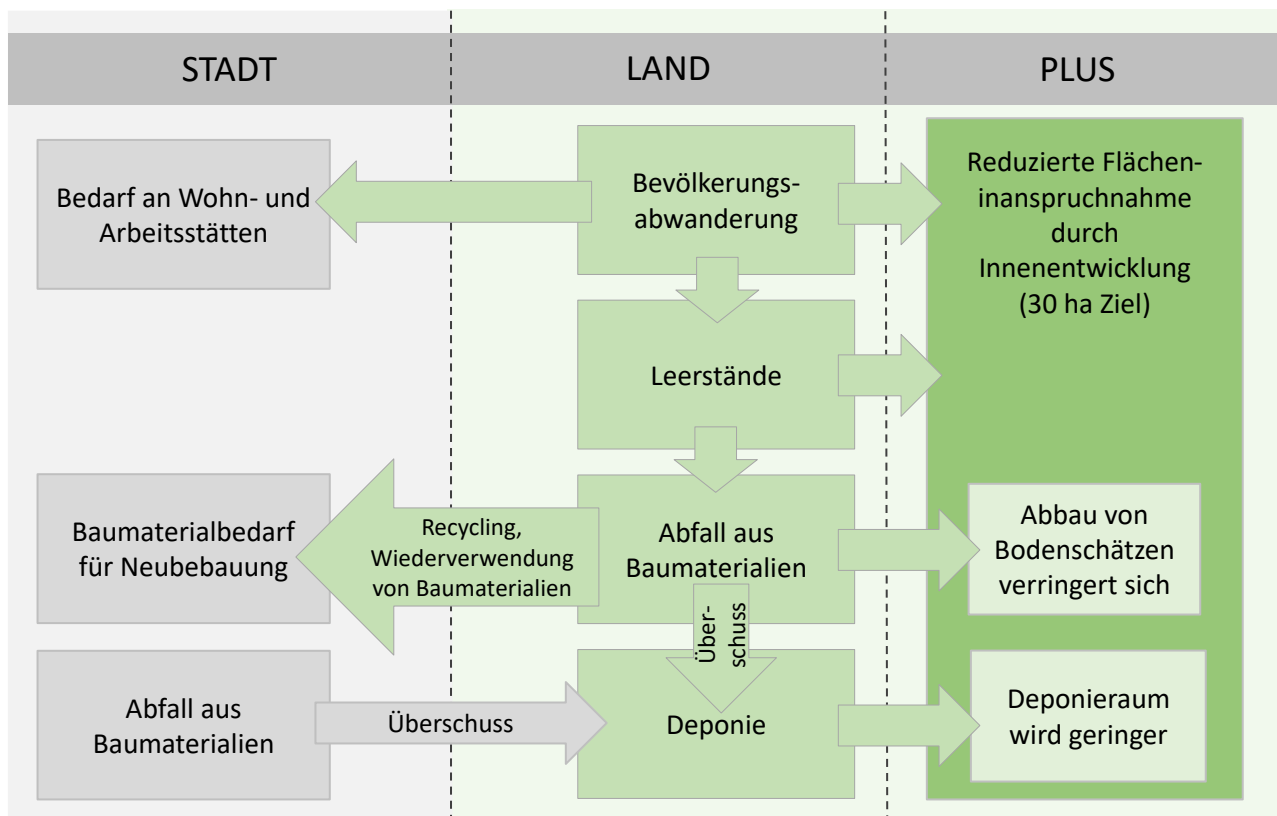 STADT
LAND
PLUS
Bedarf an Wohn- und
Arbeitsstätten
Bevölkerungs-
abwanderung
Reduzierte Flächen-
inanspruchnahme
durch
Innenentwicklung
(30 ha Ziel)
Leerstände
Baumaterialbedarf
für Neubebauung
Recycling,
Wiederverwendung
von Baumaterialien
Abfall aus
Baumaterialien
Abbau von
Bodenschätzen
verringert sich
Über-
schuss
Abfall aus
Baumaterialien
Überschuss
Deponie
Deponieraum
wird geringer